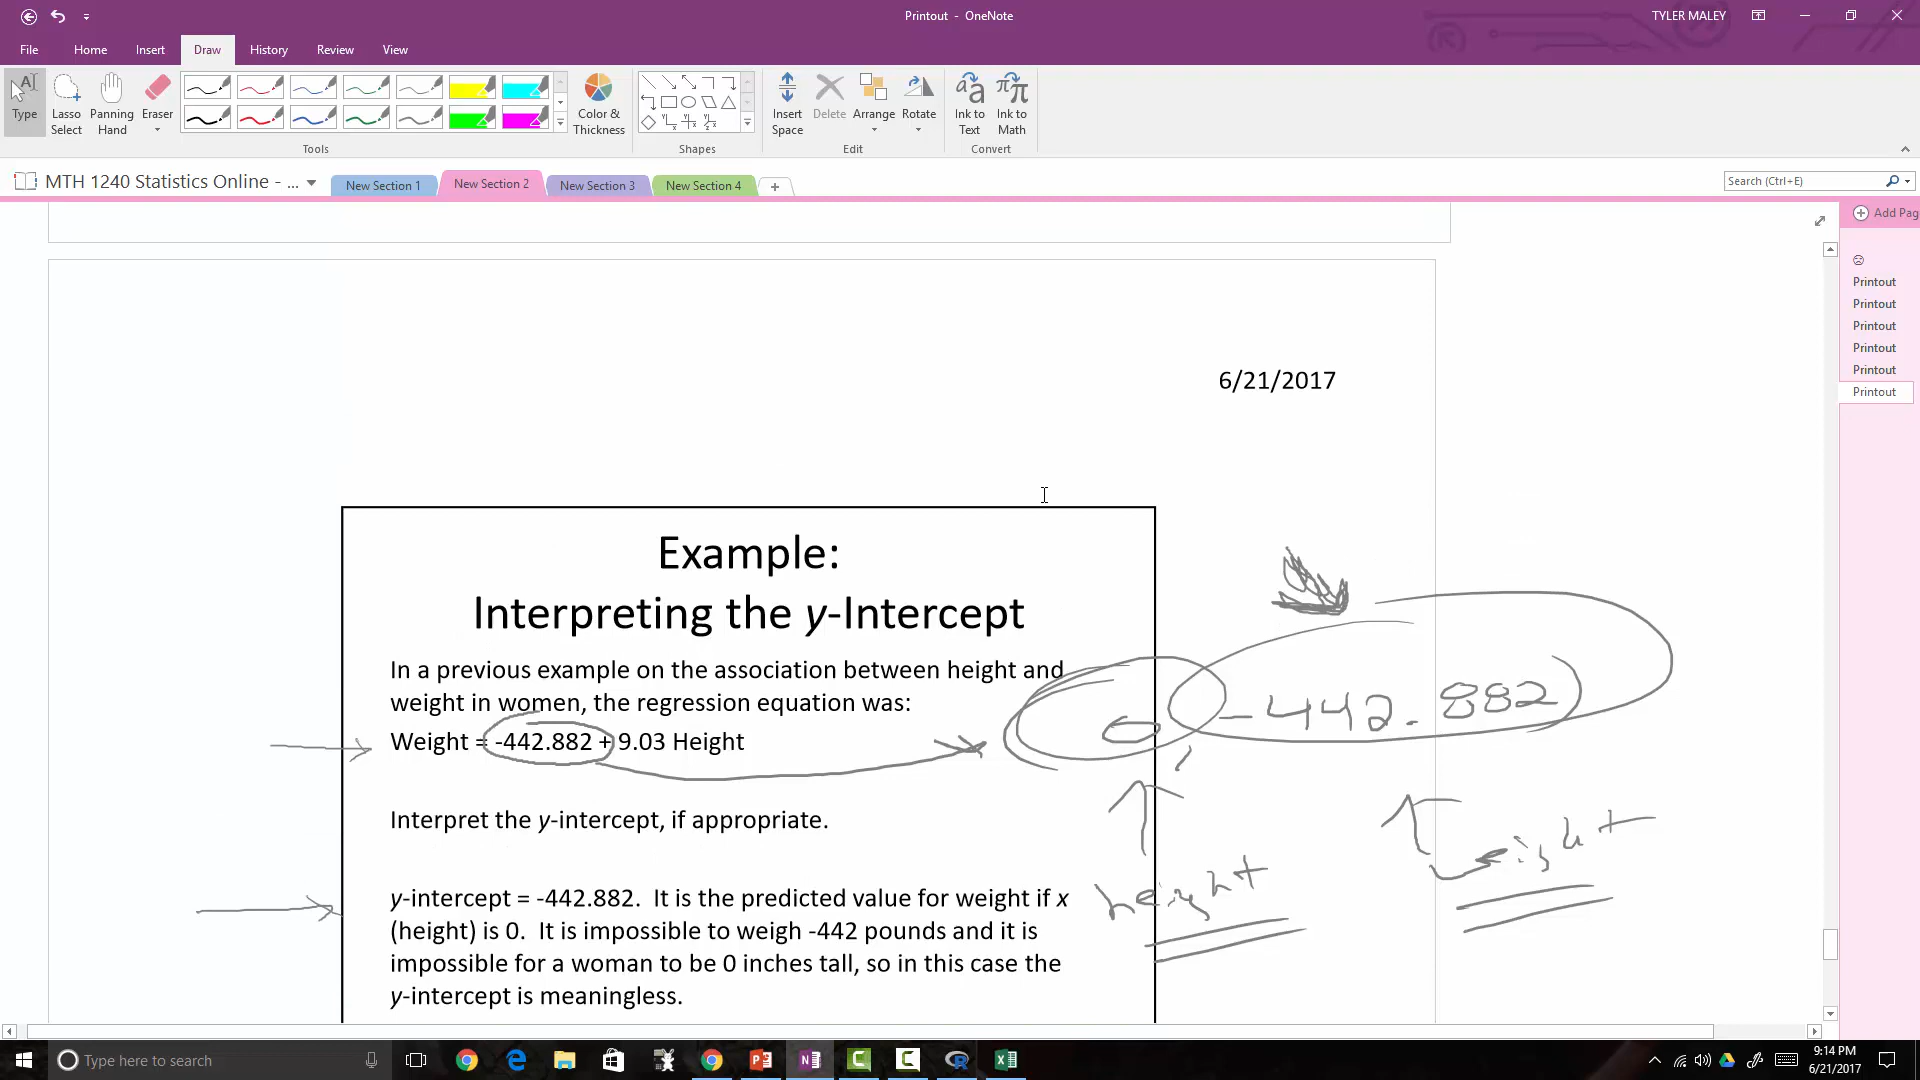 Printout - OneNote
TYLER MALEY
File Home Insert Draw History Review View
Type
Lasso Select
Panning Hand
Eraser
Color & Thickness
Insert Space
Delete
Arrange
Rotate
Ink to Text
Ink to Math
Tools
Shapes
Edit
Convert
MTH 1240 Statistics Online - ...
New Section 1
New Section 2
New Section 3
New Section 4
Search (Ctrl+E)
Add Pag
Printout
Printout
Printout
Printout
Printout
Printout
6/21/2017
Example:
Interpreting the y-Intercept
In a previous example on the association between height and
weight in women, the regression equation was:
Weight = -442.882 + 9.03 Height
0, -442.882
Interpret the y-intercept, if appropriate.
height
weight
y-intercept = -442.882. It is the predicted value for weight if x
(height) is 0. It is impossible to weigh -442 pounds and it is
impossible for a woman to be 0 inches tall, so in this case the
y-intercept is meaningless.
Type here to search
9:14 PM
6/21/2017